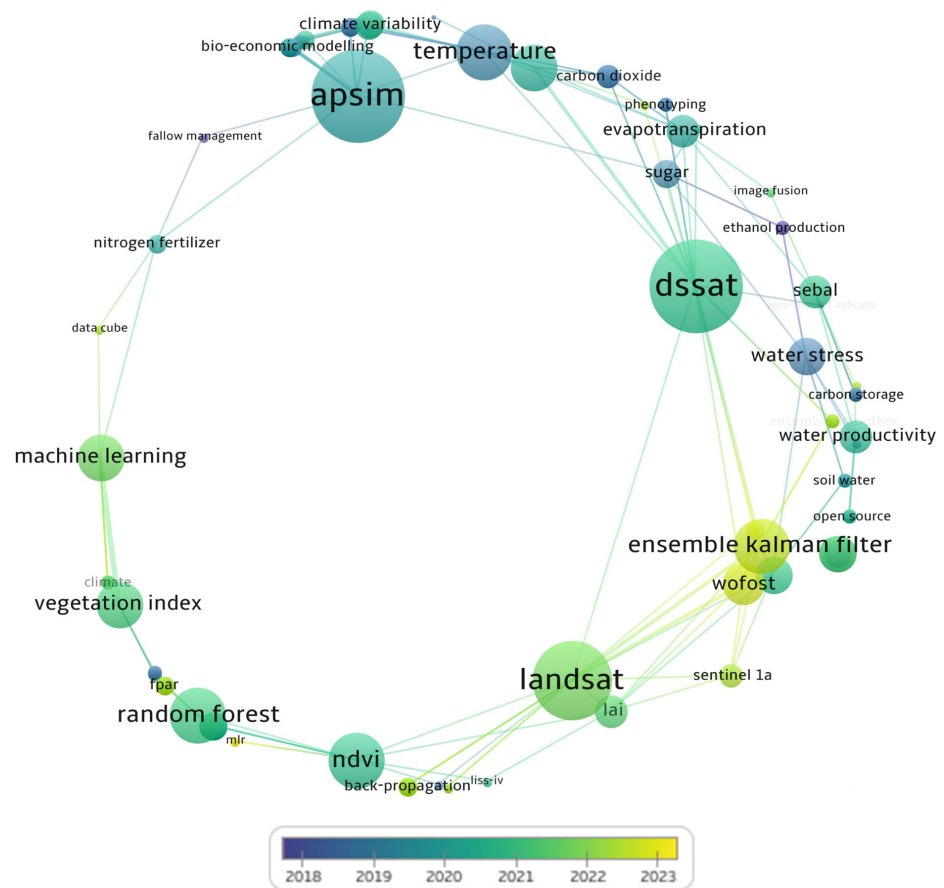 climate variability
bio-economic modelling
temperature
apsim
carbon dioxide
phenotyping
fallow management
evapotranspiration
sugar
image fusion
ethanol production
nitrogen fertilizer
dssat
sebal
data cube
water stress
carbon storage
water productivity
machine learning
soil water
open source
ensemble kalman filter
climate
wofost
vegetation index
landsat
sentinel 1a
fpar
lai
random forest
mlr
ndvi
back-propagation
liss-iv
2018 2019 2020 2021 2022 2023